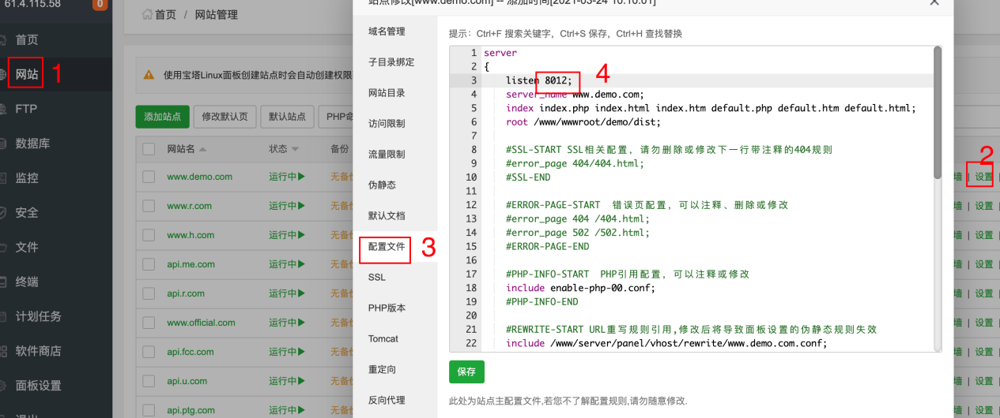 61.4.115.58
0
首页
网站
1
FTP
数据库
监控
安全
文件
终端
计划任务
软件商店
面板设置
退出
首页 / 网站管理
使用宝塔Linux面板创建站点时会自动创建权限
添加站点
修改默认页
默认站点
PHP命
网站名
状态
备份
www.demo.com 运行中 无备
www.r.com 运行中 无备
www.h.com 运行中 无备
api.me.com 运行中 无备
api.r.com 运行中 无备
www.official.com 运行中 无备
api.fcc.com 运行中 无备
api.u.com 运行中 无备
api.ptg.com 运行中 无备
站点修改[www.demo.com] -- 添加时间[2021-03-24 10:10:01]
域名管理
子目录绑定
网站目录
访问限制
流量限制
伪静态
默认文档
配置文件
3
SSL
PHP版本
Tomcat
重定向
反向代理
提示：Ctrl+F 搜索关键字，Ctrl+S 保存，Ctrl+H 查找替换
1 server
2 {
3 listen 8012;
4
4 server_name www.demo.com;
5 index index.php index.html index.htm default.php default.htm default.html;
6 root /www/wwwroot/demo/dist;
7
8 #SSL-START SSL相关配置，请勿删除或修改下一行带注释的404规则
9 #error_page 404/404.html;
10 #SSL-END
11
12 #ERROR-PAGE-START 错误页配置，可以注释、删除或修改
13 #error_page 404 /404.html;
14 #error_page 502 /502.html;
15 #ERROR-PAGE-END
16
17 #PHP-INFO-START PHP引用配置，可以注释或修改
18 include enable-php-00.conf;
19 #PHP-INFO-END
20
21 #REWRITE-START URL重写规则引用,修改后将导致面板设置的伪静态规则失效
22 include /www/server/panel/vhost/rewrite/www.demo.com.conf;
保存
此处为站点主配置文件,若您不了解配置规则,请勿随意修改.
2
墙 | 设置 |
墙 | 设置 |
墙 | 设置 |
墙 | 设置 |
墙 | 设置 |
墙 | 设置 |
墙 | 设置 |
墙 | 设置 |
墙 | 设置 |